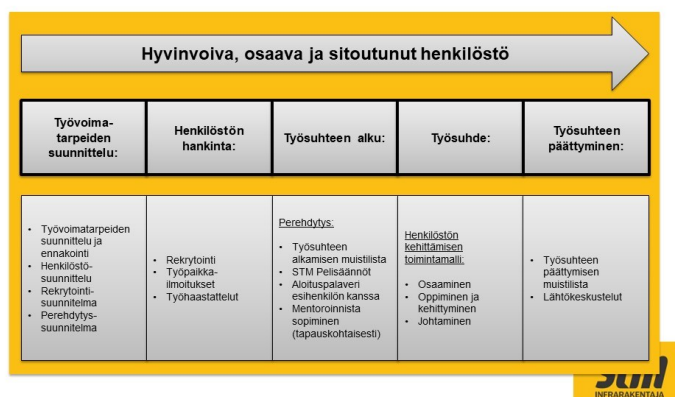 Hyvinvoiva, osaava ja sitoutunut henkilöstö
Työvoima-
tarpeiden
suunnittelu:
Henkilöstön
hankinta:
Työsuhteen alku:
Työsuhde:
Työsuhteen
päättyminen:
• Työvoimatarpeiden
suunnittelu ja
ennakointi
• Henkilöstö-
suunnittelu
• Rekrytointi-
suunnitelma
• Perehdytys-
suunnitelma
• Rekrytointi
• Työpaikka-
ilmoitukset
• Työhaastattelut
Perehdytys:
• Työsuhteen
alkamisen muistilista
• STM Pelisäännöt
• Aloituspalaveri
esihenkilön kanssa
• Mentoroinnista
sopiminen
(tapauskohtaisesti)
Henkilöstön
kehittämisen
toimintamalli:
• Osaaminen
• Oppiminen ja
kehittyminen
• Johtaminen
• Työsuhteen
päättymisen
muistilista
• Lähtökeskustelut
stm
INFRARAKENTAJA